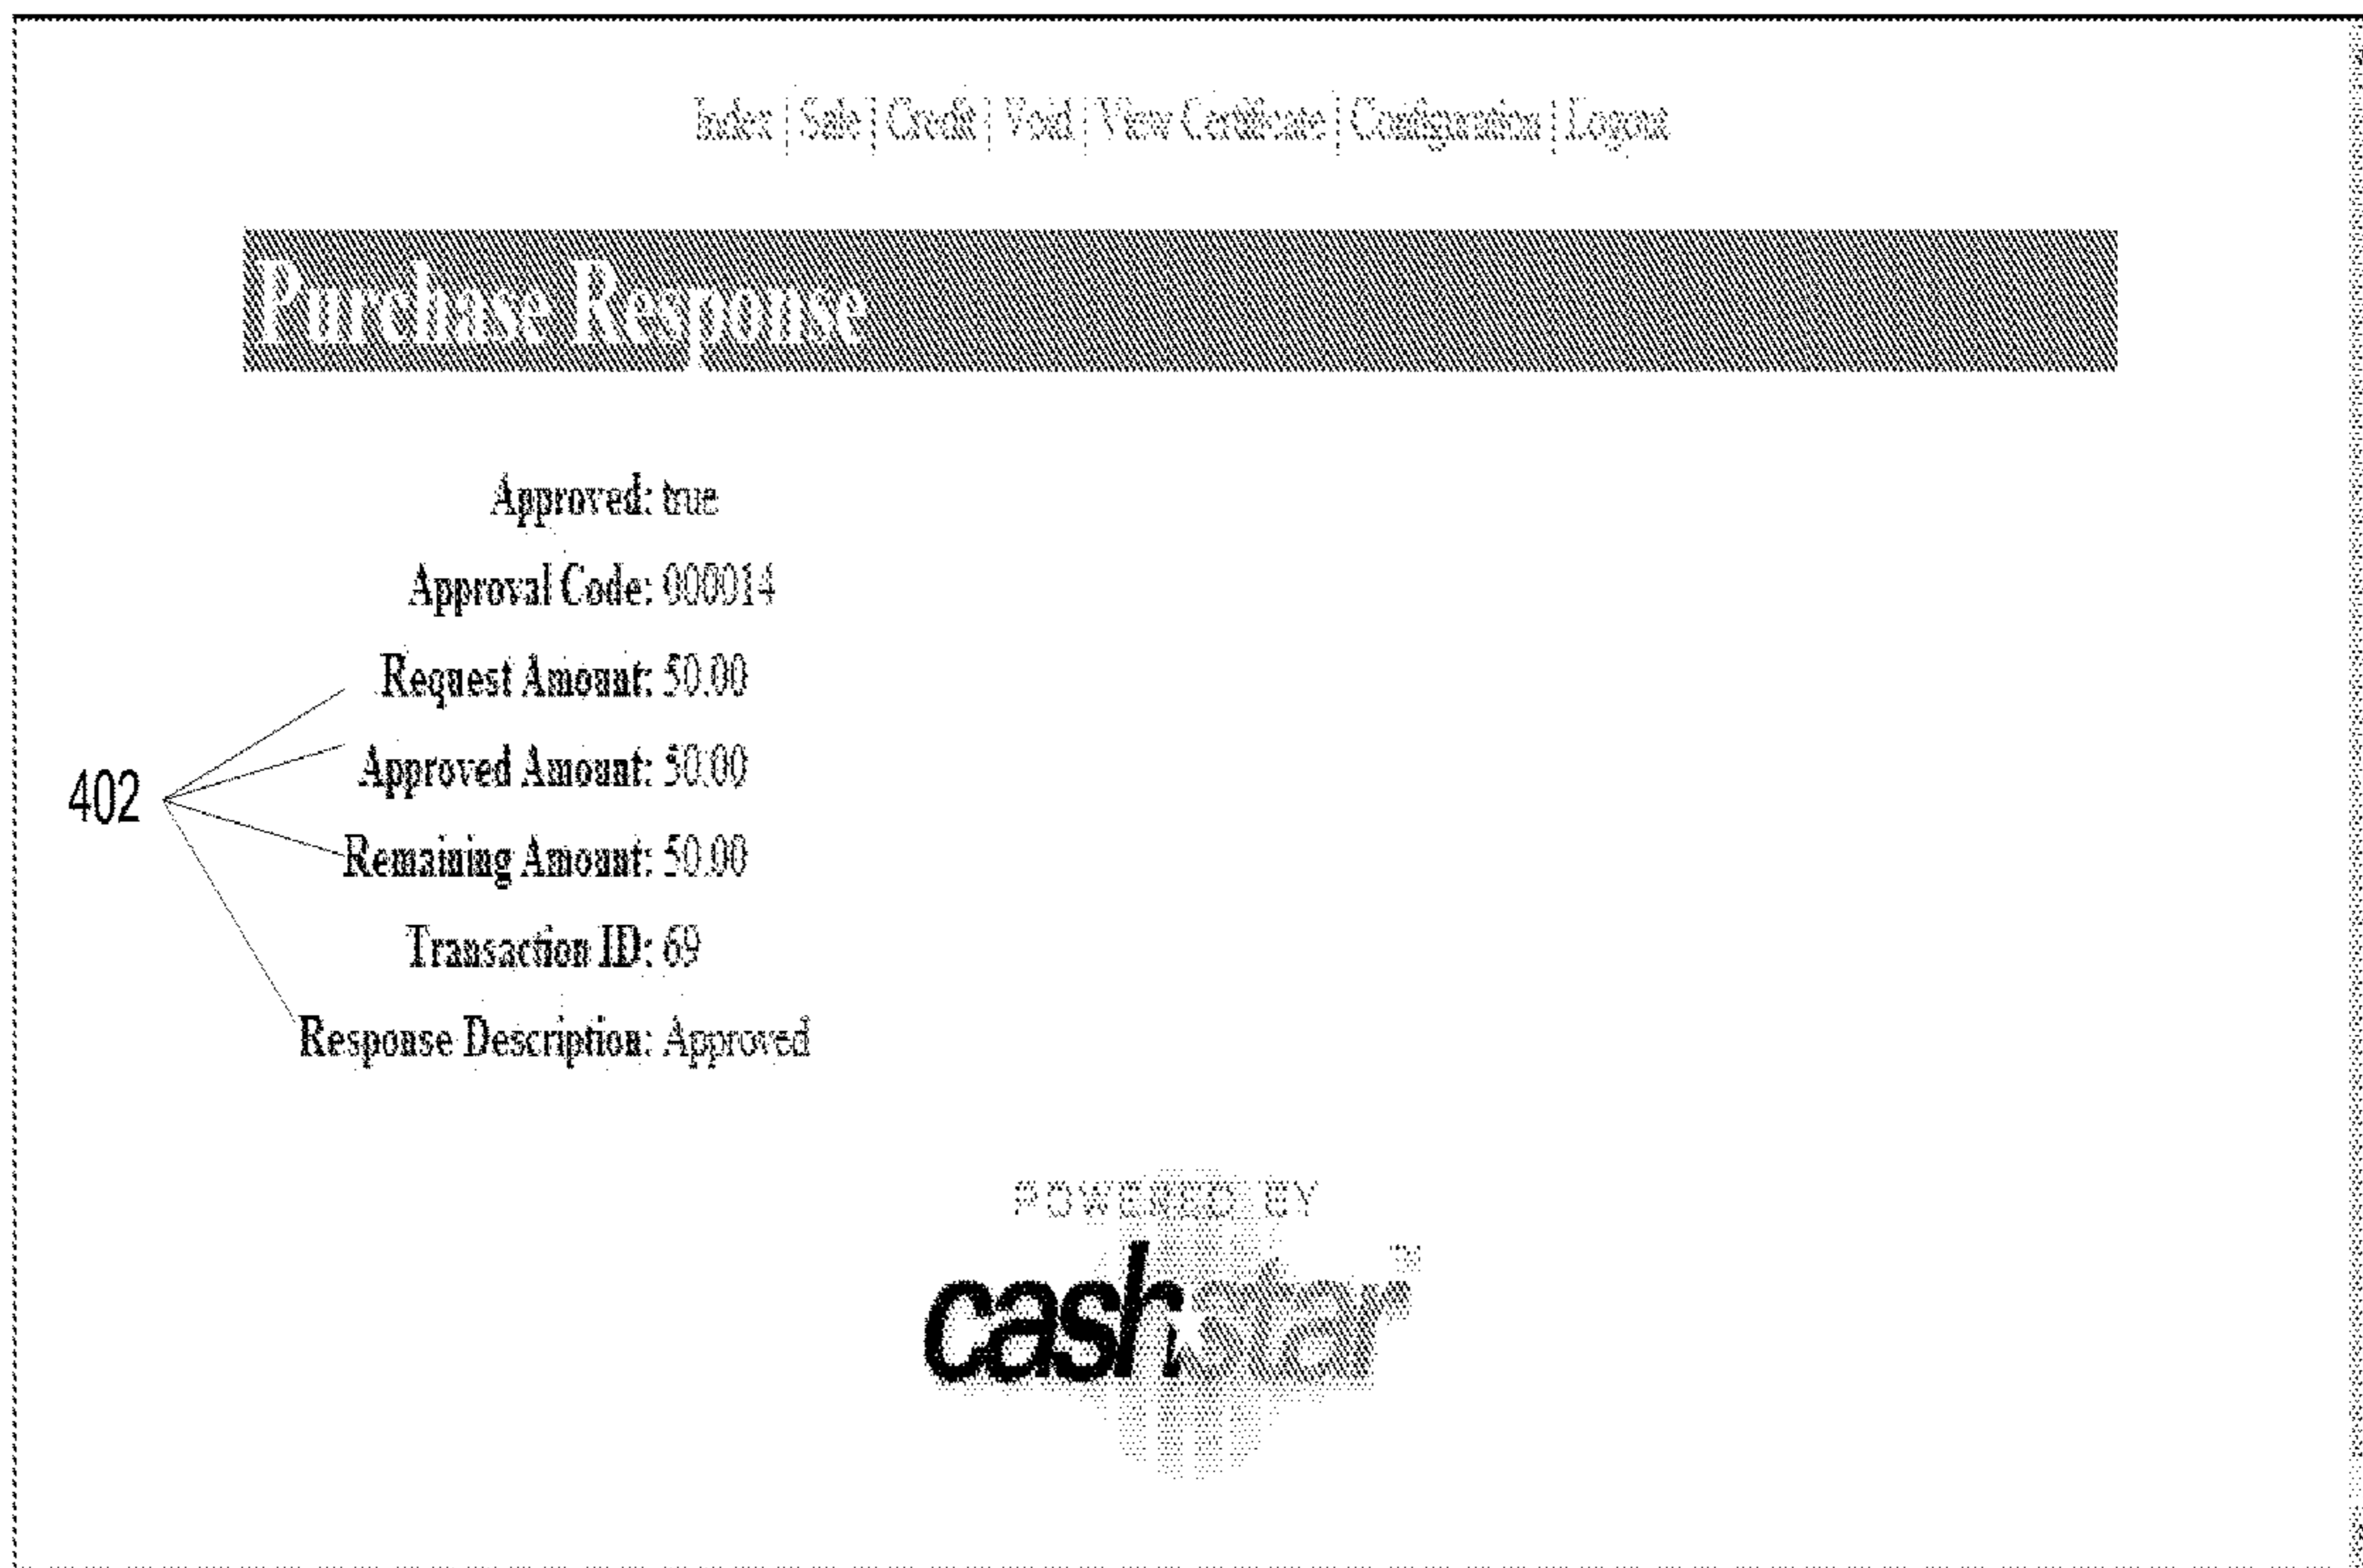 Index | Sale | Credit | Void | View Certificate | Configuration | Logout
Purchase Response
Approved: true
Approval Code: 000014
Request Amount: 50.00
Approved Amount: 50.00
402
Remaining Amount: 50.00
Transaction ID: 69
Response Description: Approved
POWERED BY
cashstar™